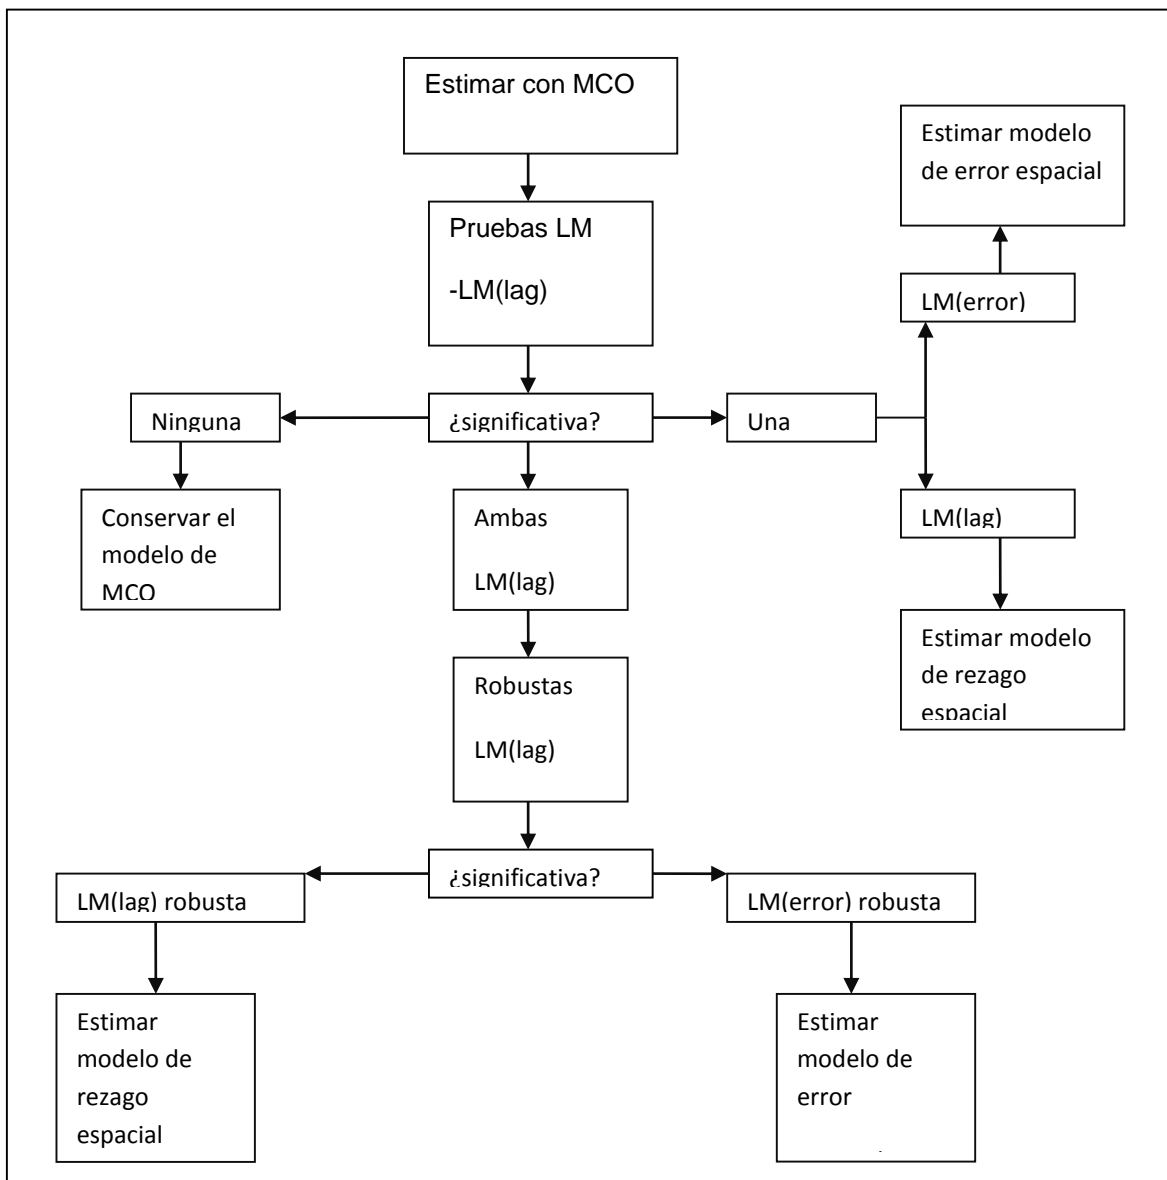 Estimar con MCO
Estimar modelo
de error espacial
Pruebas LM
-LM(lag)
LM(error)
Ninguna
¿significativa?
Una
Conservar el
modelo de
MCO
Ambas
LM(lag)
LM(lag)
Estimar modelo
de rezago
espacial
Robustas
LM(lag)
¿significativa?
LM(lag) robusta
LM(error) robusta
Estimar
modelo de
rezago
espacial
Estimar
modelo de
error